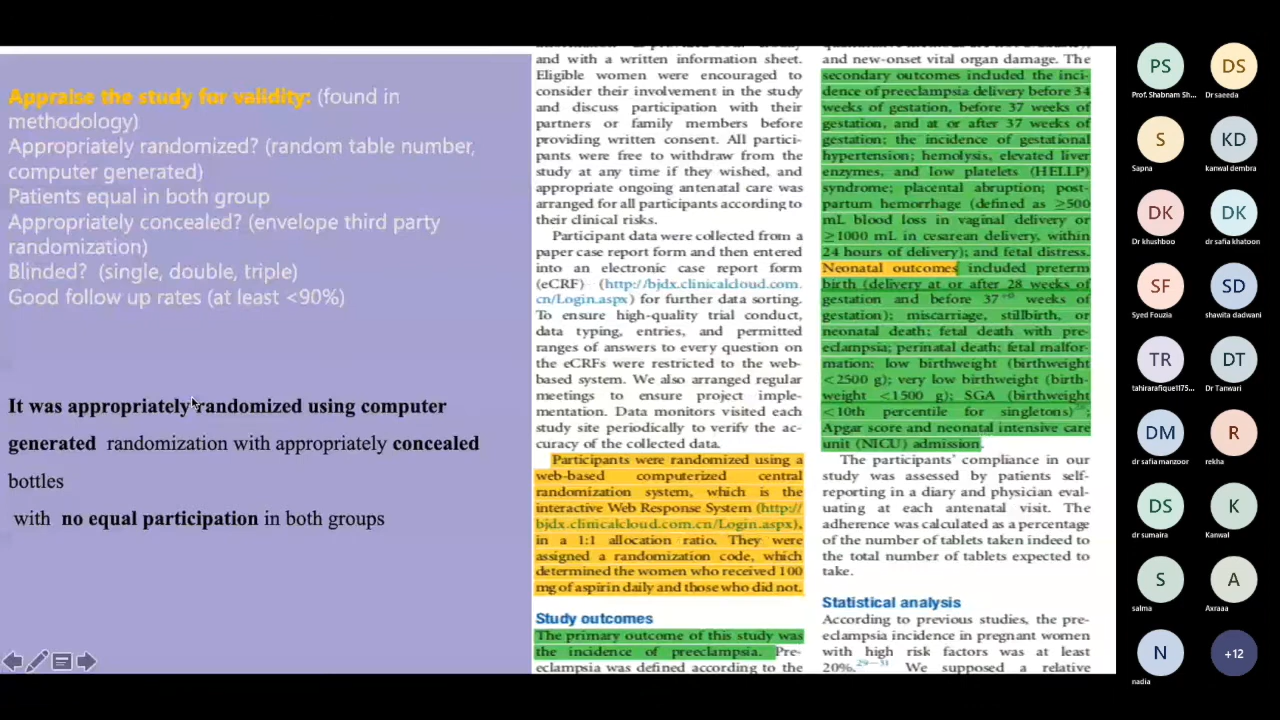 Appraise the study for validity: (found in
methodology)
Appropriately randomized? (random table number,
computer generated)
Patients equal in both group
Appropriately concealed? (envelope third party
randomization)
Blinded? (single, double, triple)
Good follow up rates (at least <90%)
It was appropriately randomized using computer
generated randomization with appropriately concealed
bottles
with no equal participation in both groups
and with a written information sheet.
Eligible women were encouraged to
consider their involvement in the study
and discuss participation with their
partners or family members before
providing written consent. All partici-
pants were free to withdraw from the
study at any time if they wished, and
appropriate ongoing antenatal care was
arranged for all participants according to
their clinical risks.
Participant data were collected from a
paper case report form and then entered
into an electronic case report form
(eCRF) (http://bjdx.clinicalcloud.com.
cn/Login.aspx) for further data sorting.
To ensure high-quality trial conduct,
data typing, entries, and permitted
ranges of answers to every question on
the eCRFs were restricted to the web-
based system. We also arranged regular
meetings to ensure project imple-
mentation. Data monitors visited each
study site periodically to verify the ac-
curacy of the collected data.
Participants were randomized using a
web-based computerized central
randomization system, which is the
interactive Web Response System (http://
bjdx.clinicalcloud.com.cn/Login.aspx),
in a 1:1 allocation ratio. They were
assigned a randomization code, which
determined the women who received 100
mg of aspirin daily and those who did not.
Study outcomes
The primary outcome of this study was
the incidence of preeclampsia. Pre-
eclampsia was defined according to the
and new-onset vital organ damage. The
secondary outcomes included the inci-
dence of preeclampsia delivery before 34
weeks of gestation, before 37 weeks of
gestation, and at or after 37 weeks of
gestation; the incidence of gestational
hypertension; hemolysis, elevated liver
enzymes, and low platelets (HELLP)
syndrome; placental abruption; post-
partum hemorrhage (defined as ≥500
mL blood loss in vaginal delivery or
≥1000 mL in cesarean delivery, within
24 hours of delivery); and fetal distress.
Neonatal outcomes included preterm
birth (delivery at or after 28 weeks of
gestation and before 37 weeks of
gestation); miscarriage, stillbirth, or
neonatal death; fetal death with pre-
eclampsia; perinatal death; fetal malfor-
mation; low birthweight (birthweight
<2500 g); very low birthweight (birth-
weight <1500 g); SGA (birthweight
<10th percentile for singletons);
Apgar score and neonatal intensive care
unit (NICU) admission.
The participants' compliance in our
study was assessed by patients self-
reporting in a diary and physician eval-
uating at each antenatal visit. The
adherence was calculated as a percentage
of the number of tablets taken indeed to
the total number of tablets expected to
take.
Statistical analysis
According to previous studies, the pre-
eclampsia incidence in pregnant women
with high risk factors was at least
20%.29–31 We supposed a relative
PS
DS
Prof. Shabnam Sh...
Dr saeeda
S
KD
Sapna
kanwal dembra
DK
DK
Dr khushboo
dr safia khatoon
SF
SD
Syed Fouzia
shawita dadwani
TR
DT
tahirarafique1175...
Dr Tanwari
DM
R
dr safia manzoor
rekha
DS
K
dr sumaira
Kanwal
S
A
salma
Axraaa
N
+12
nadia